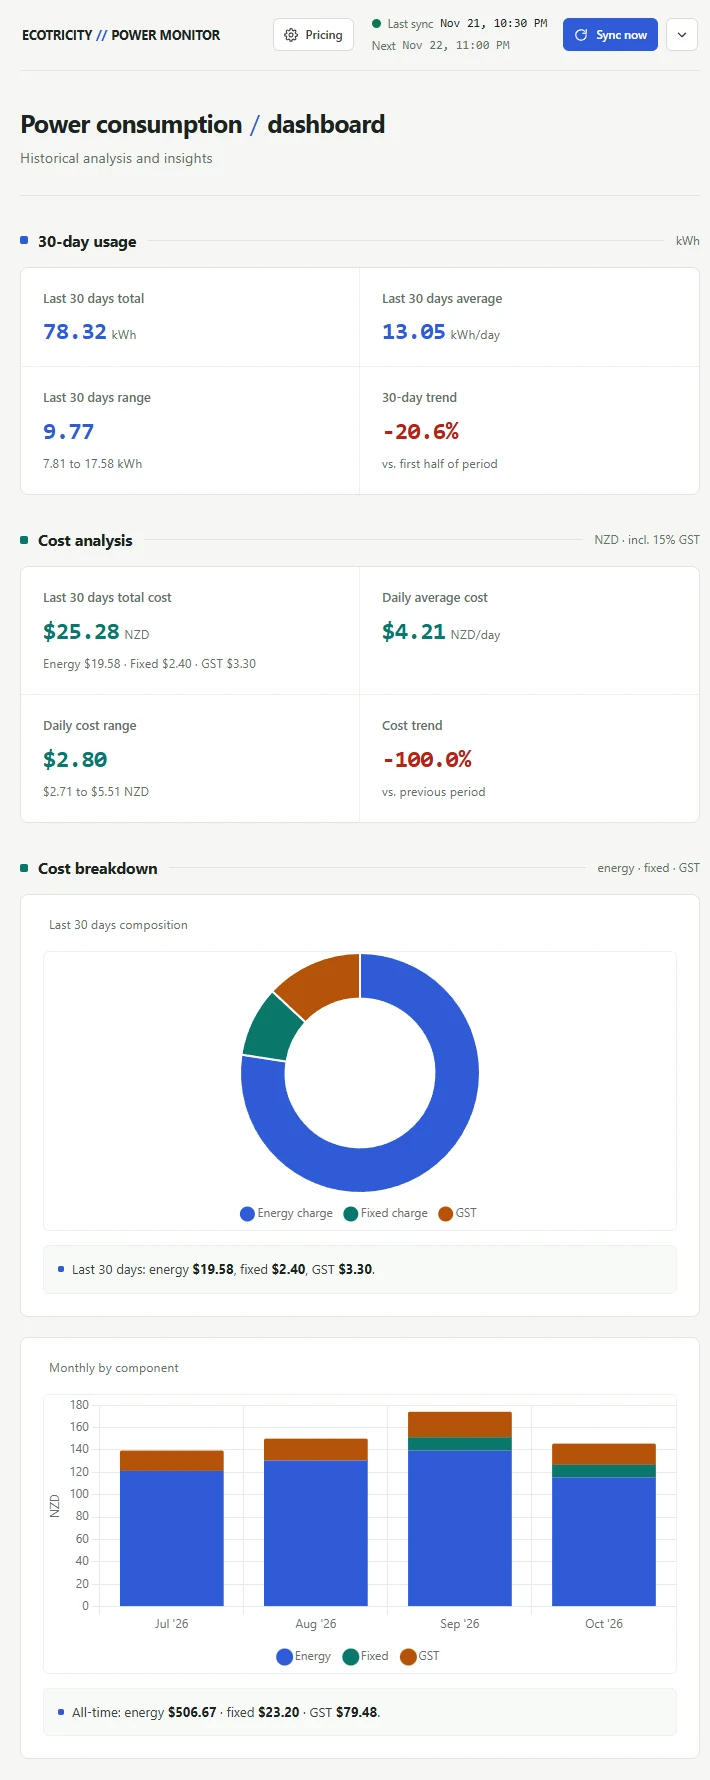 ECOTRICITY // POWER MONITOR
Pricing
Last sync Nov 21, 10:30 PM
Next Nov 22, 11:00 PM
Sync now
Power consumption / dashboard
Historical analysis and insights
30-day usage
kWh
Last 30 days total
78.32 kWh
Last 30 days average
13.05 kWh/day
Last 30 days range
9.77
7.81 to 17.58 kWh
30-day trend
-20.6%
vs. first half of period
Cost analysis
NZD · incl. 15% GST
Last 30 days total cost
$25.28 NZD
Energy $19.58 · Fixed $2.40 · GST $3.30
Daily average cost
$4.21 NZD/day
Daily cost range
$2.80
$2.71 to $5.51 NZD
Cost trend
-100.0%
vs. previous period
Cost breakdown
energy · fixed · GST
Last 30 days composition
Energy charge
Fixed charge
GST
Last 30 days: energy $19.58, fixed $2.40, GST $3.30.
Monthly by component
180
160
140
120
100
80
60
40
20
0
NZD
Jul '26
Aug '26
Sep '26
Oct '26
Energy
Fixed
GST
All-time: energy $506.67 · fixed $23.20 · GST $79.48.